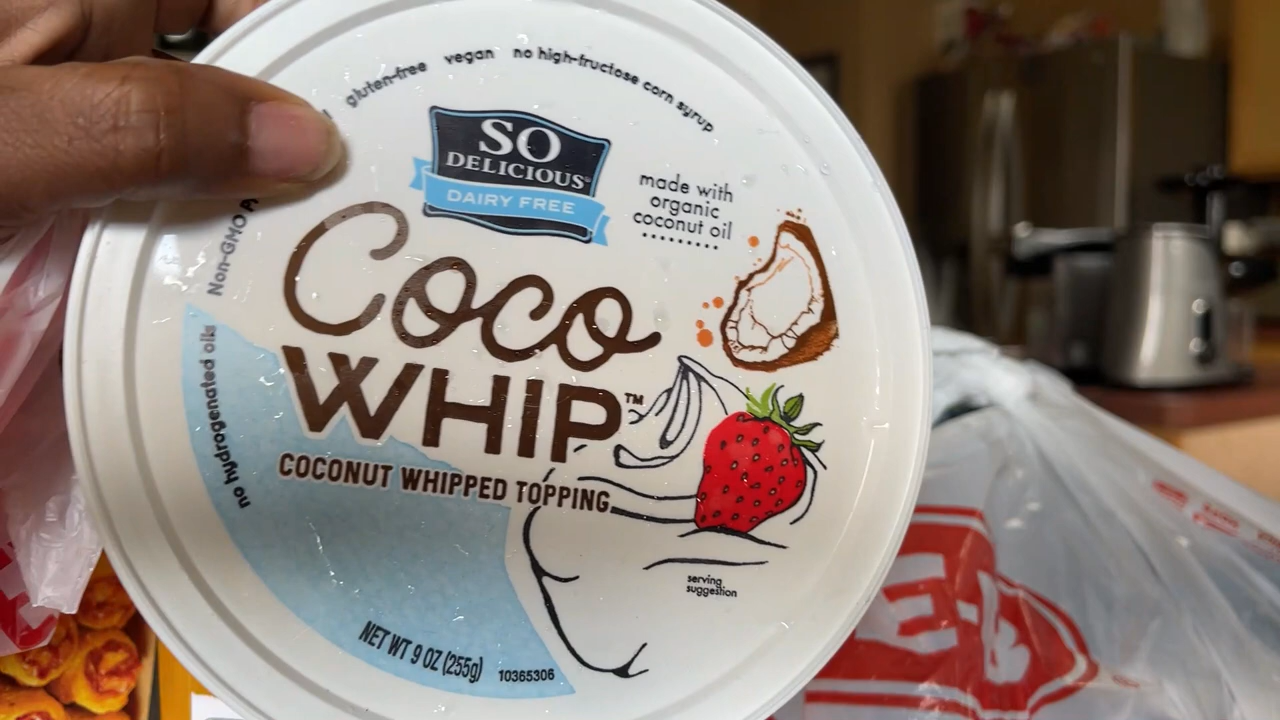 gluten-free vegan no high-fructose corn syrup
SO
DELICIOUS
DAIRY FREE
made with
organic
coconut oil
Non-GMO
no hydrogenated oils
Coco
WHIP™
COCONUT WHIPPED TOPPING
serving
suggestion
NET WT 9 OZ (255g) 10365306